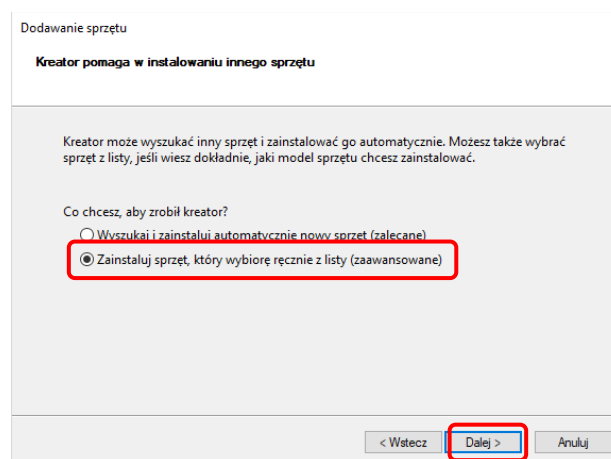 Dodawanie sprzętu
Kreator pomaga w instalowaniu innego sprzętu
Kreator może wyszukać inny sprzęt i zainstalować go automatycznie. Możesz także wybrać
sprzęt z listy, jeśli wiesz dokładnie, jaki model sprzętu chcesz zainstalować.
Co chcesz, aby zrobił kreator?
Wyszukaj i zainstaluj automatycznie nowy sprzęt (zalecane)
Zainstaluj sprzęt, który wybiorę ręcznie z listy (zaawansowane)
< Wstecz
Dalej >
Anuluj